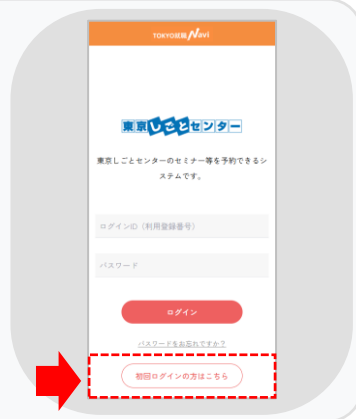 TOKYO就職Navi
東京しごとセンター
東京しごとセンターのセミナー等を予約できるシ
ステムです。
ログインID（利用登録番号）
パスワード
ログイン
パスワードをお忘れですか？
初回ログインの方はこちら